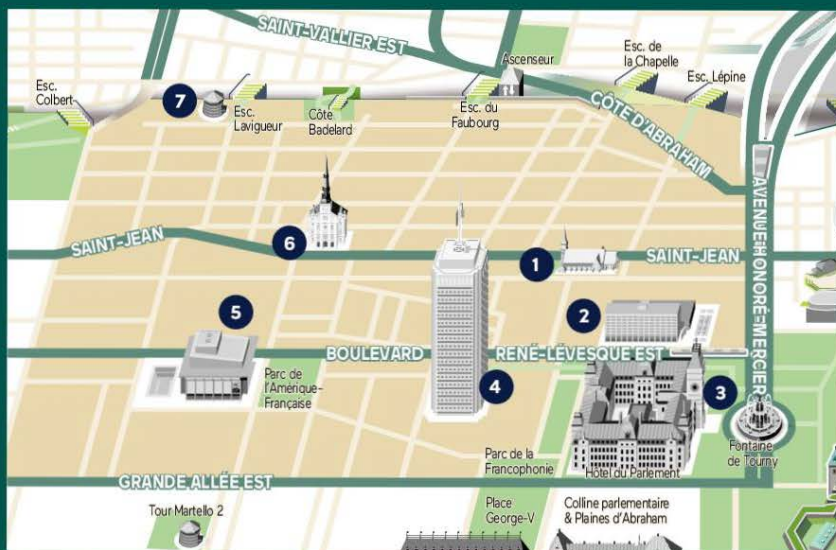 SAINT-VALLIER EST
Ascenseur
Esc. de
la Chapelle
Esc. Lépine
Esc.
Colbert
7
Esc.
Lavigueur
Côte
Badelard
Esc. du
Faubourg
CÔTE D'ABRAHAM
AVENUE HONORÉ-MERCIER
SAINT-JEAN
6
1
SAINT-JEAN
5
2
BOULEVARD
RENÉ-LÉVESQUE EST
Parc de
l'Amérique-
Française
4
3
Parc de la
Francophonie
Hôtel du Parlement
Fontaine
de Tourny
GRANDE ALLÉE EST
Tour Martello 2
Place
George-V
Colline parlementaire
& Plaines d'Abraham